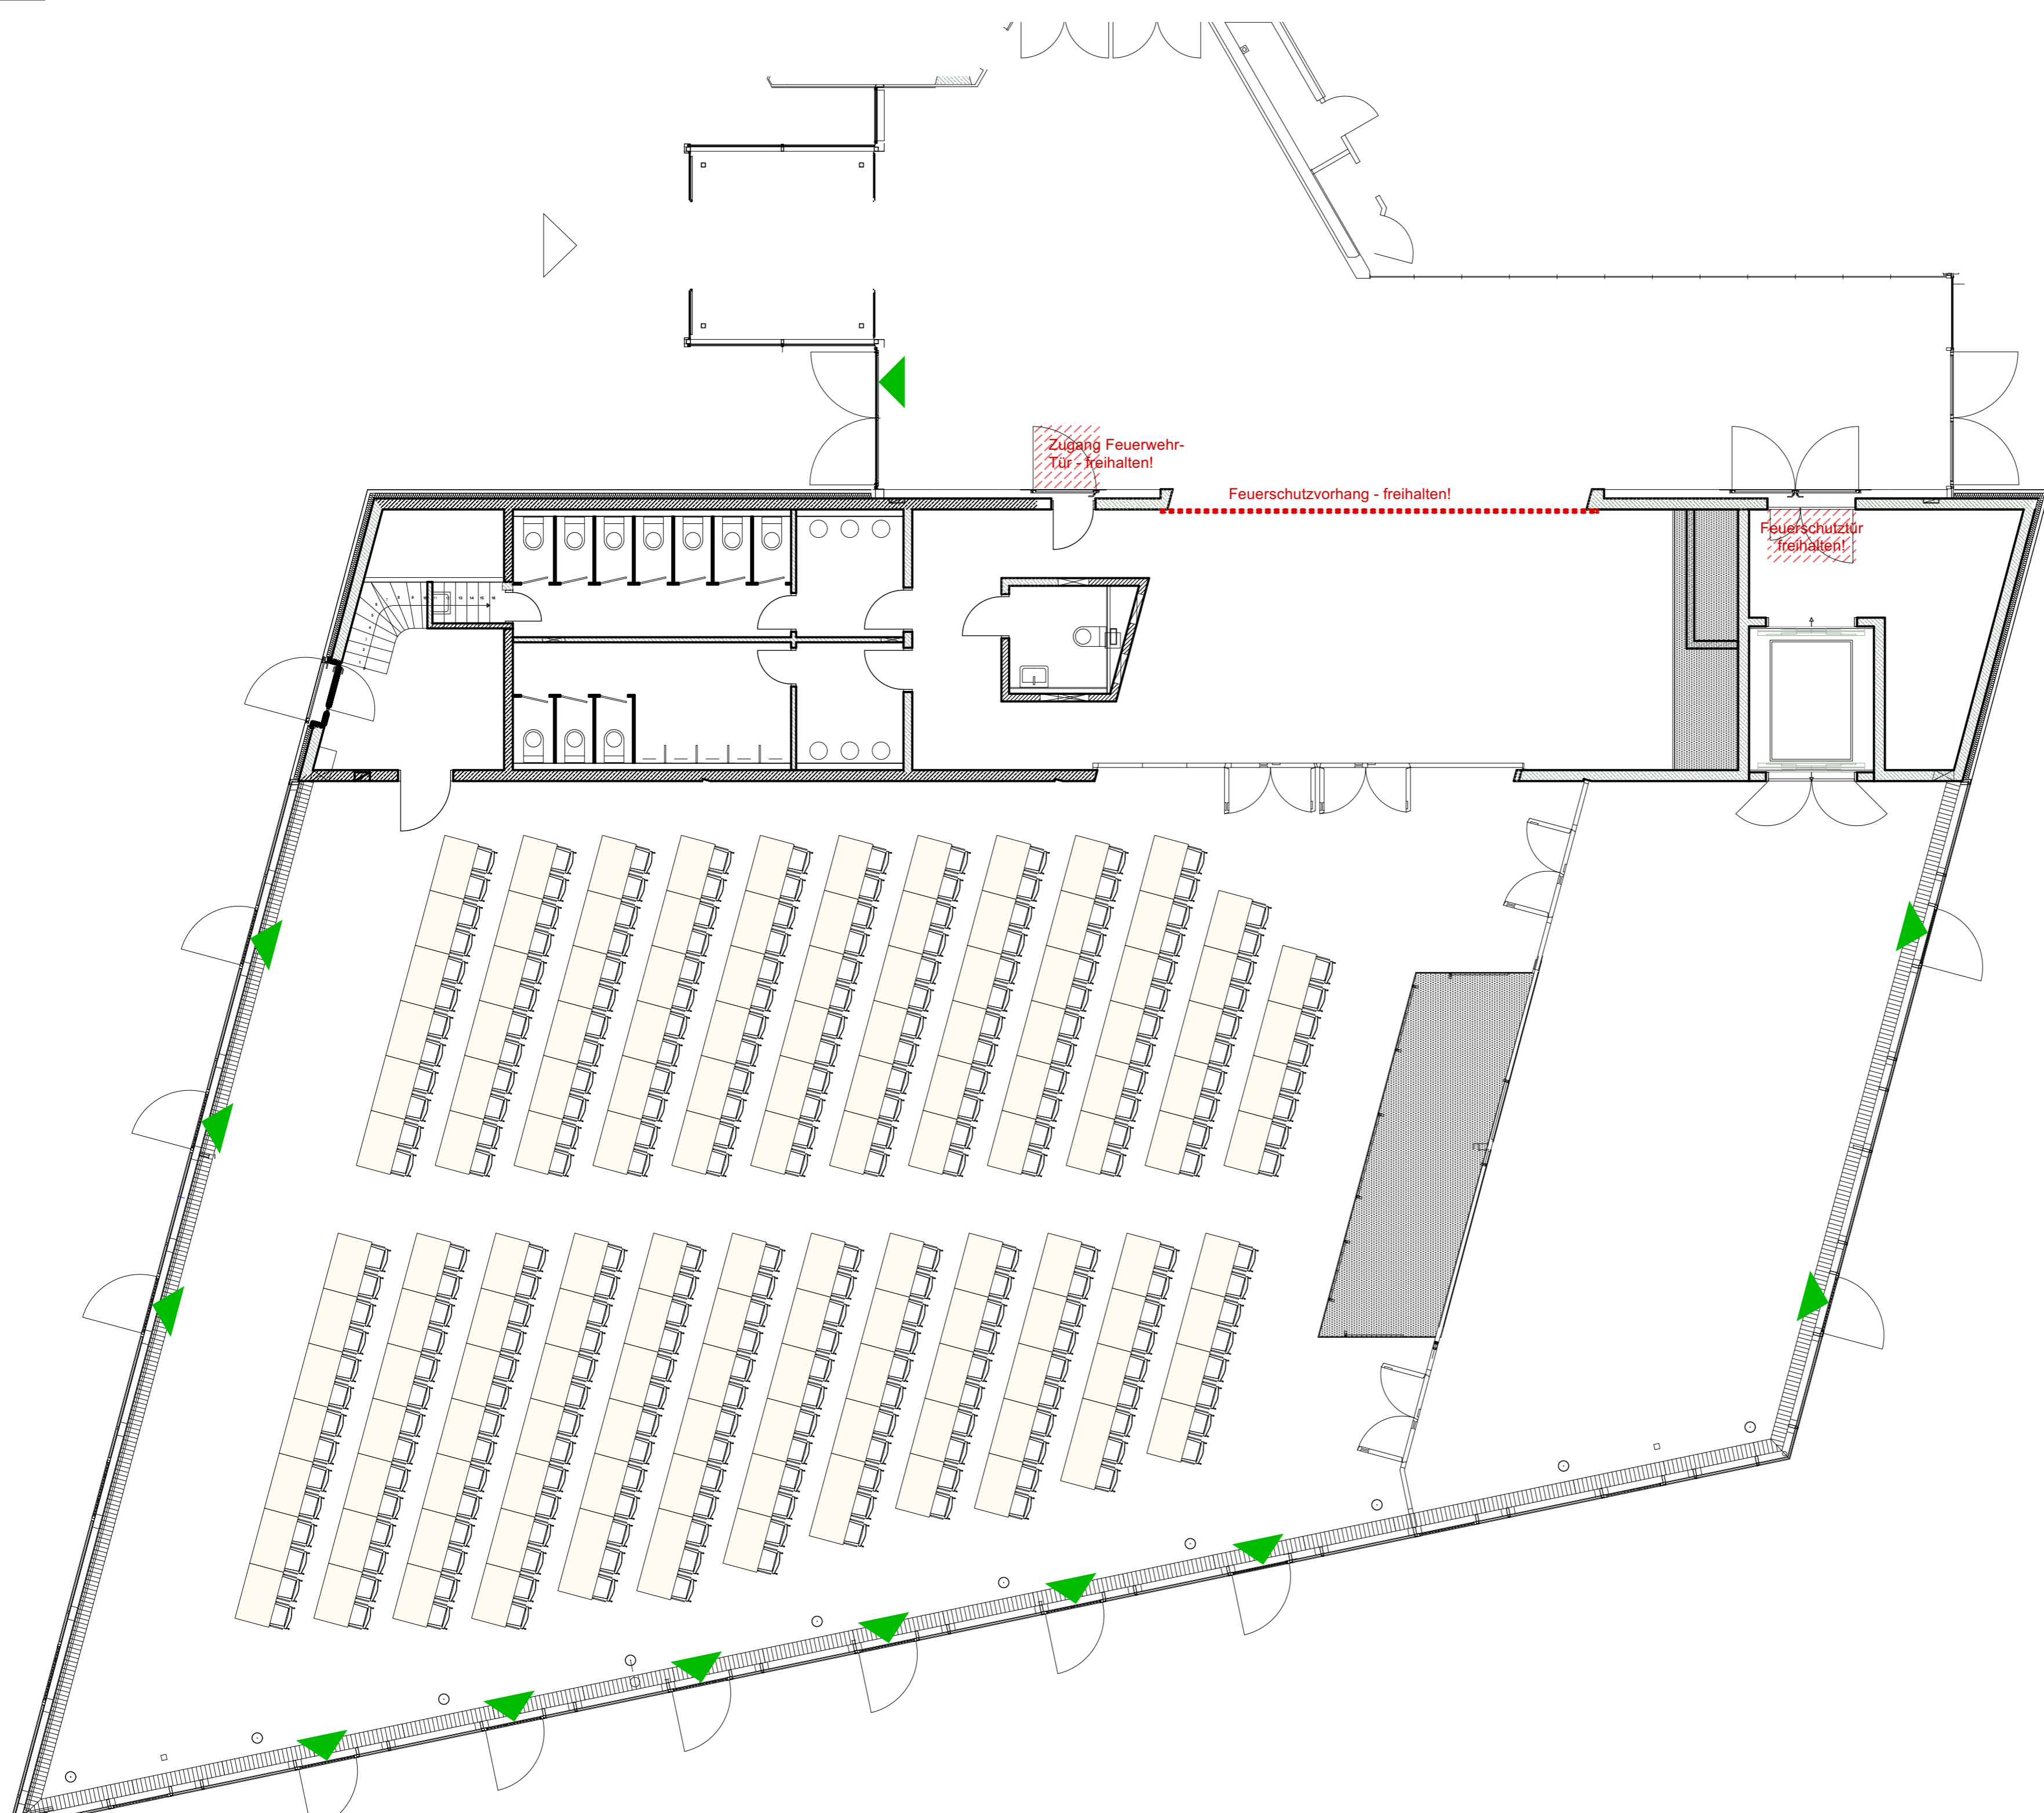 Zugang Feuerwehr-
Tür - freihalten!
Feuerschutzvorhang - freihalten!
Feuerschutztür
freihalten!